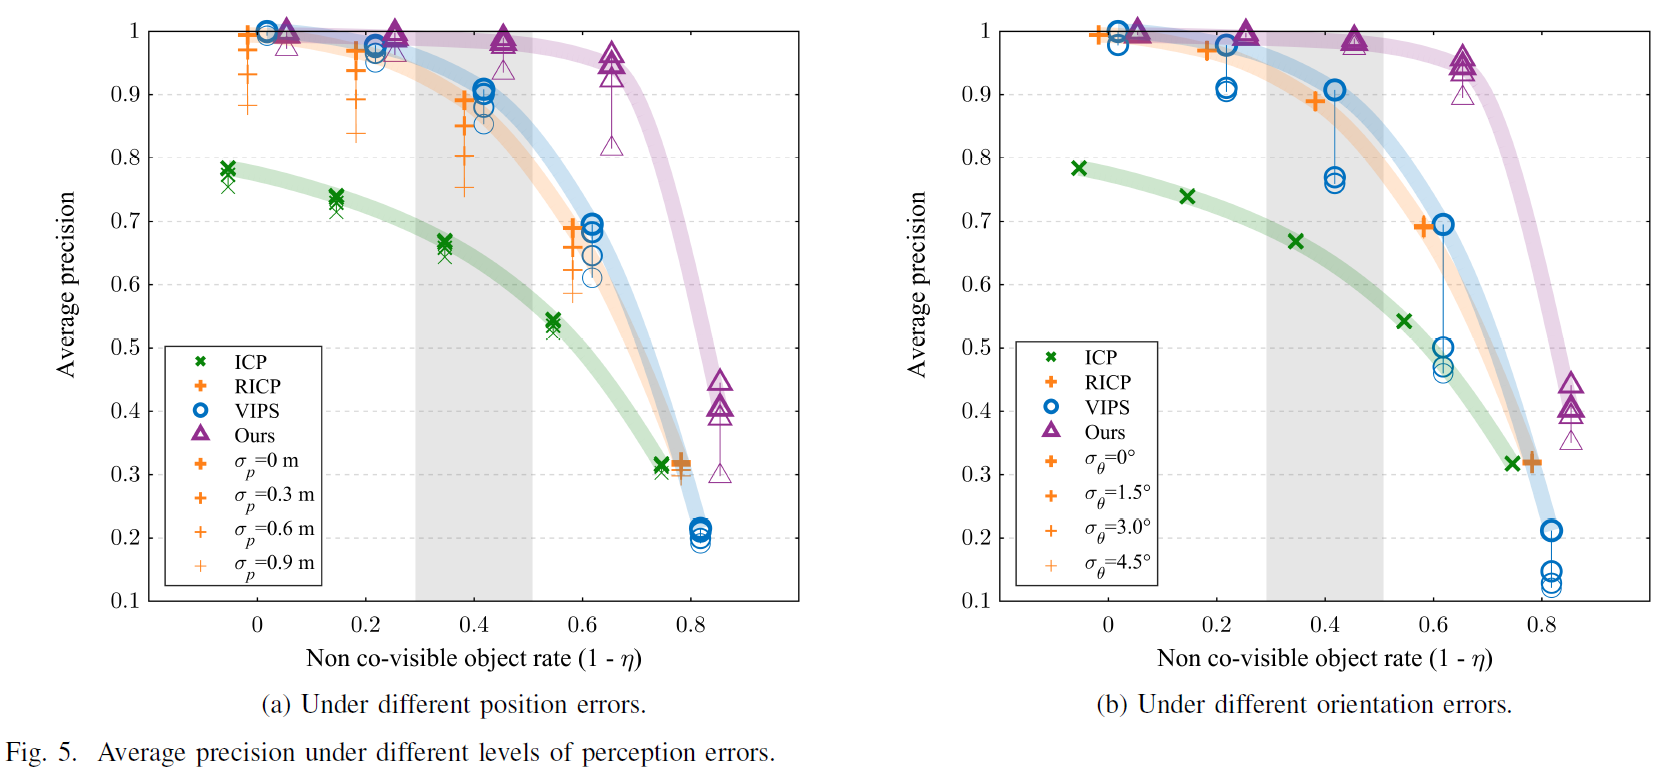 1
0.9
0.8
0.7
0.6
0.5
0.4
0.3
0.2
0.1
Average precision
ICP
RICP
VIPS
Ours
σp=0 m
σp=0.3 m
σp=0.6 m
σp=0.9 m
0 0.2 0.4 0.6 0.8
Non co-visible object rate (1 - η)
(a) Under different position errors.
1
0.9
0.8
0.7
0.6
0.5
0.4
0.3
0.2
0.1
Average precision
ICP
RICP
VIPS
Ours
σθ=0°
σθ=1.5°
σθ=3.0°
σθ=4.5°
0 0.2 0.4 0.6 0.8
Non co-visible object rate (1 - η)
(b) Under different orientation errors.
Fig. 5. Average precision under different levels of perception errors.